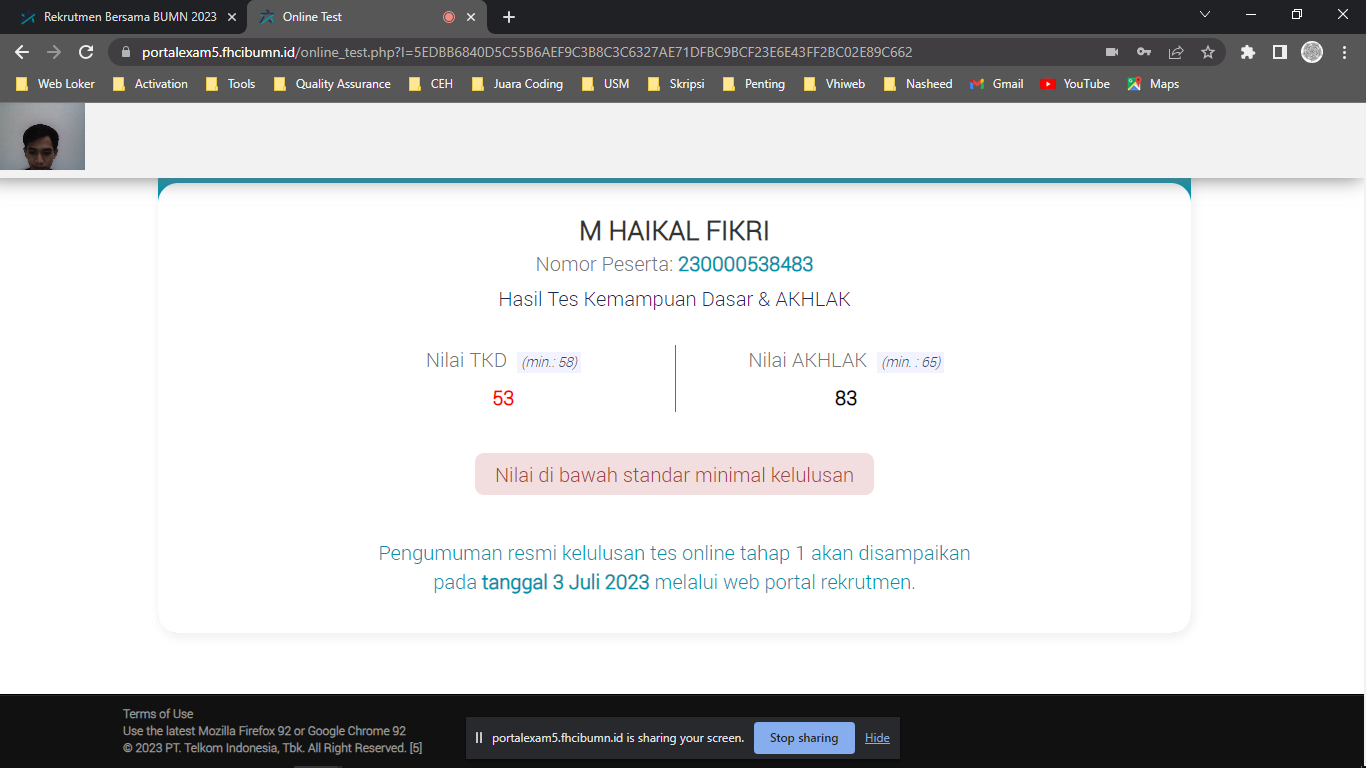 Rekrutmen Bersama BUMN 2023
Online Test
portalexam5.fhcibumn.id/online_test.php?l=5EDBB6840D5C55B6AEF9C3B8C3C6327AE71DFBC9BCF23E6E43FF2BC02E89C662
Web Loker Activation Tools Quality Assurance CEH Juara Coding USM Skripsi Penting Vhiweb Nasheed Gmail YouTube Maps
M HAIKAL FIKRI
Nomor Peserta: 230000538483
Hasil Tes Kemampuan Dasar & AKHLAK
Nilai TKD (min.: 58) Nilai AKHLAK (min. : 65)
53 83
Nilai di bawah standar minimal kelulusan
Pengumuman resmi kelulusan tes online tahap 1 akan disampaikan
pada tanggal 3 Juli 2023 melalui web portal rekrutmen.
Terms of Use
Use the latest Mozilla Firefox 92 or Google Chrome 92
© 2023 PT. Telkom Indonesia, Tbk. All Right Reserved. [5]
portalexam5.fhcibumn.id is sharing your screen. Stop sharing Hide